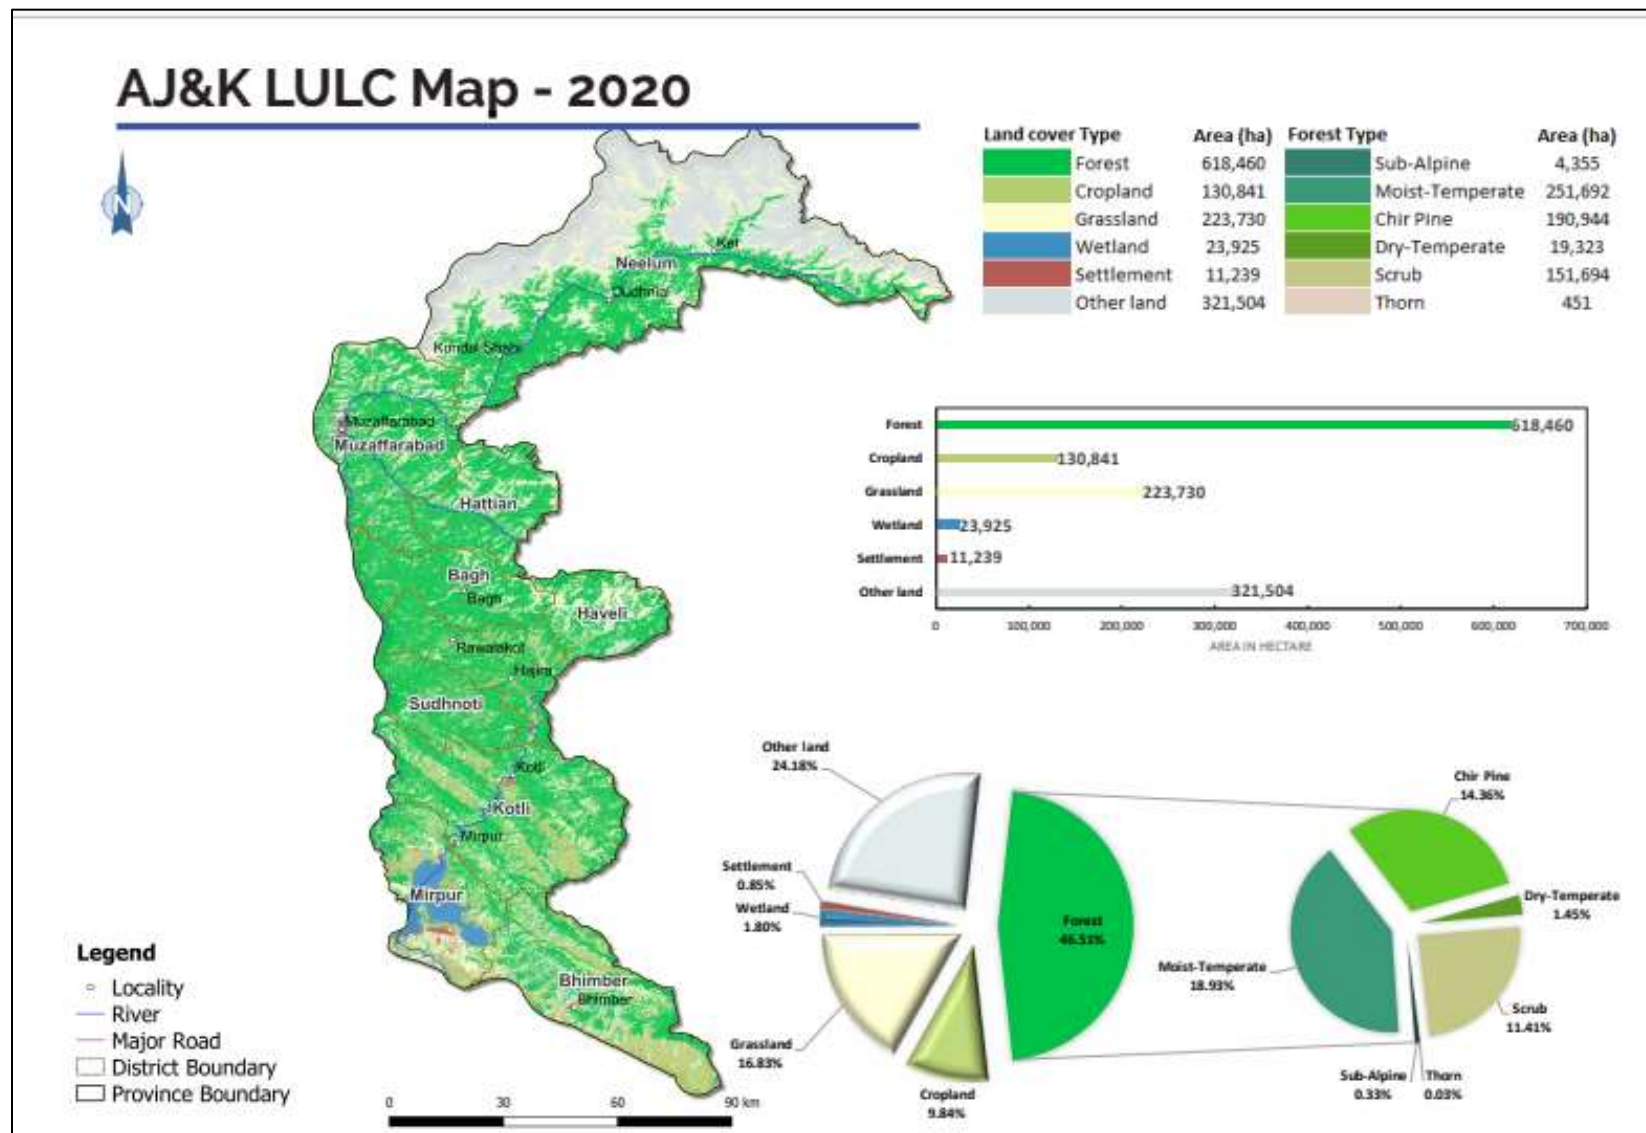 AJ&K LULC Map - 2020
N
Land cover Type Area (ha) Forest Type Area (ha)
Forest 618,460 Sub-Alpine 4,355
Cropland 130,841 Moist-Temperate 251,692
Grassland 223,730 Chir Pine 190,944
Wetland 23,925 Dry-Temperate 19,323
Settlement 11,239 Scrub 151,694
Other land 321,504 Thorn 451
Kel
Neelum
Dudhnial
Kundal Shahi
Muzaffarabad
Muzaffarabad
Hattian
Bagh
Bagh
Haveli
Rawalakot
Hajira
Sudhnoti
Kotli
Kotli
Mirpur
Mirpur
Bhimber
Bhimber
Forest 618,460
Cropland 130,841
Grassland 223,730
Wetland 23,925
Settlement 11,239
Other land 321,504
0 100,000 200,000 300,000 400,000 500,000 600,000 700,000
AREA IN HECTARE
Other land
24.18%
Settlement
0.85%
Wetland
1.80%
Grassland
16.83%
Cropland
9.84%
Forest
46.51%
Chir Pine
14.36%
Dry-Temperate
1.45%
Moist-Temperate
18.93%
Scrub
11.41%
Sub-Alpine
0.33%
Thorn
0.03%
Legend
Locality
River
Major Road
District Boundary
Province Boundary
0 30 60 90 km